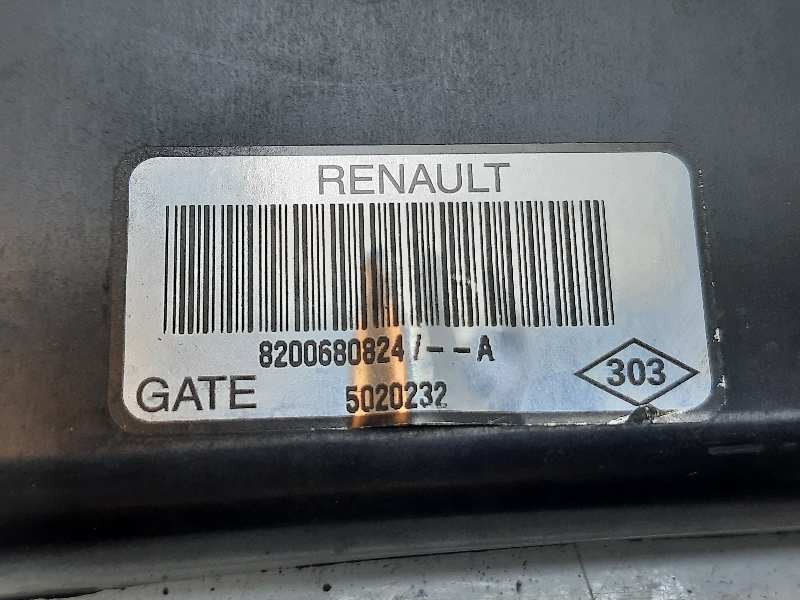 RENAULT
8200680824/--A
303
GATE
5020232